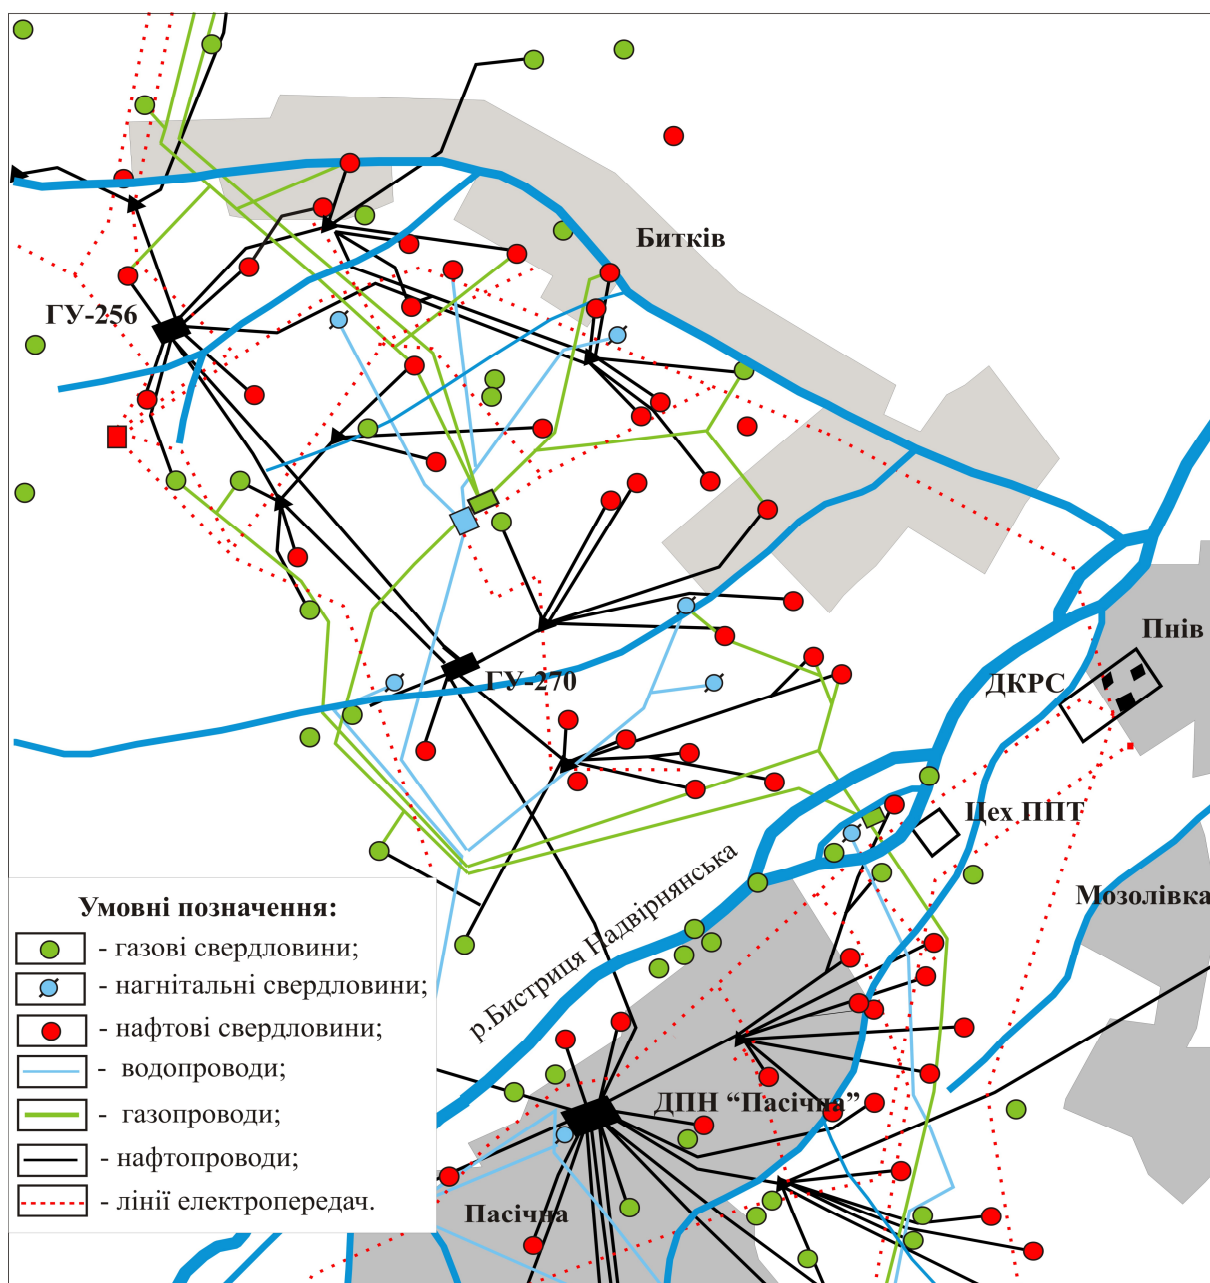 Битків
ГУ-256
Пнів
ГУ-270
ДКРС
Цех ППТ
р.Бистриця Надвірнянська
Мозолівка
Умовні позначення:
- газові свердловини;
- нагнітальні свердловини;
- нафтові свердловини;
- водопроводи;
- газопроводи;
- нафтопроводи;
- лінії електропередач.
ДПН “Пасічна”
Пасічна